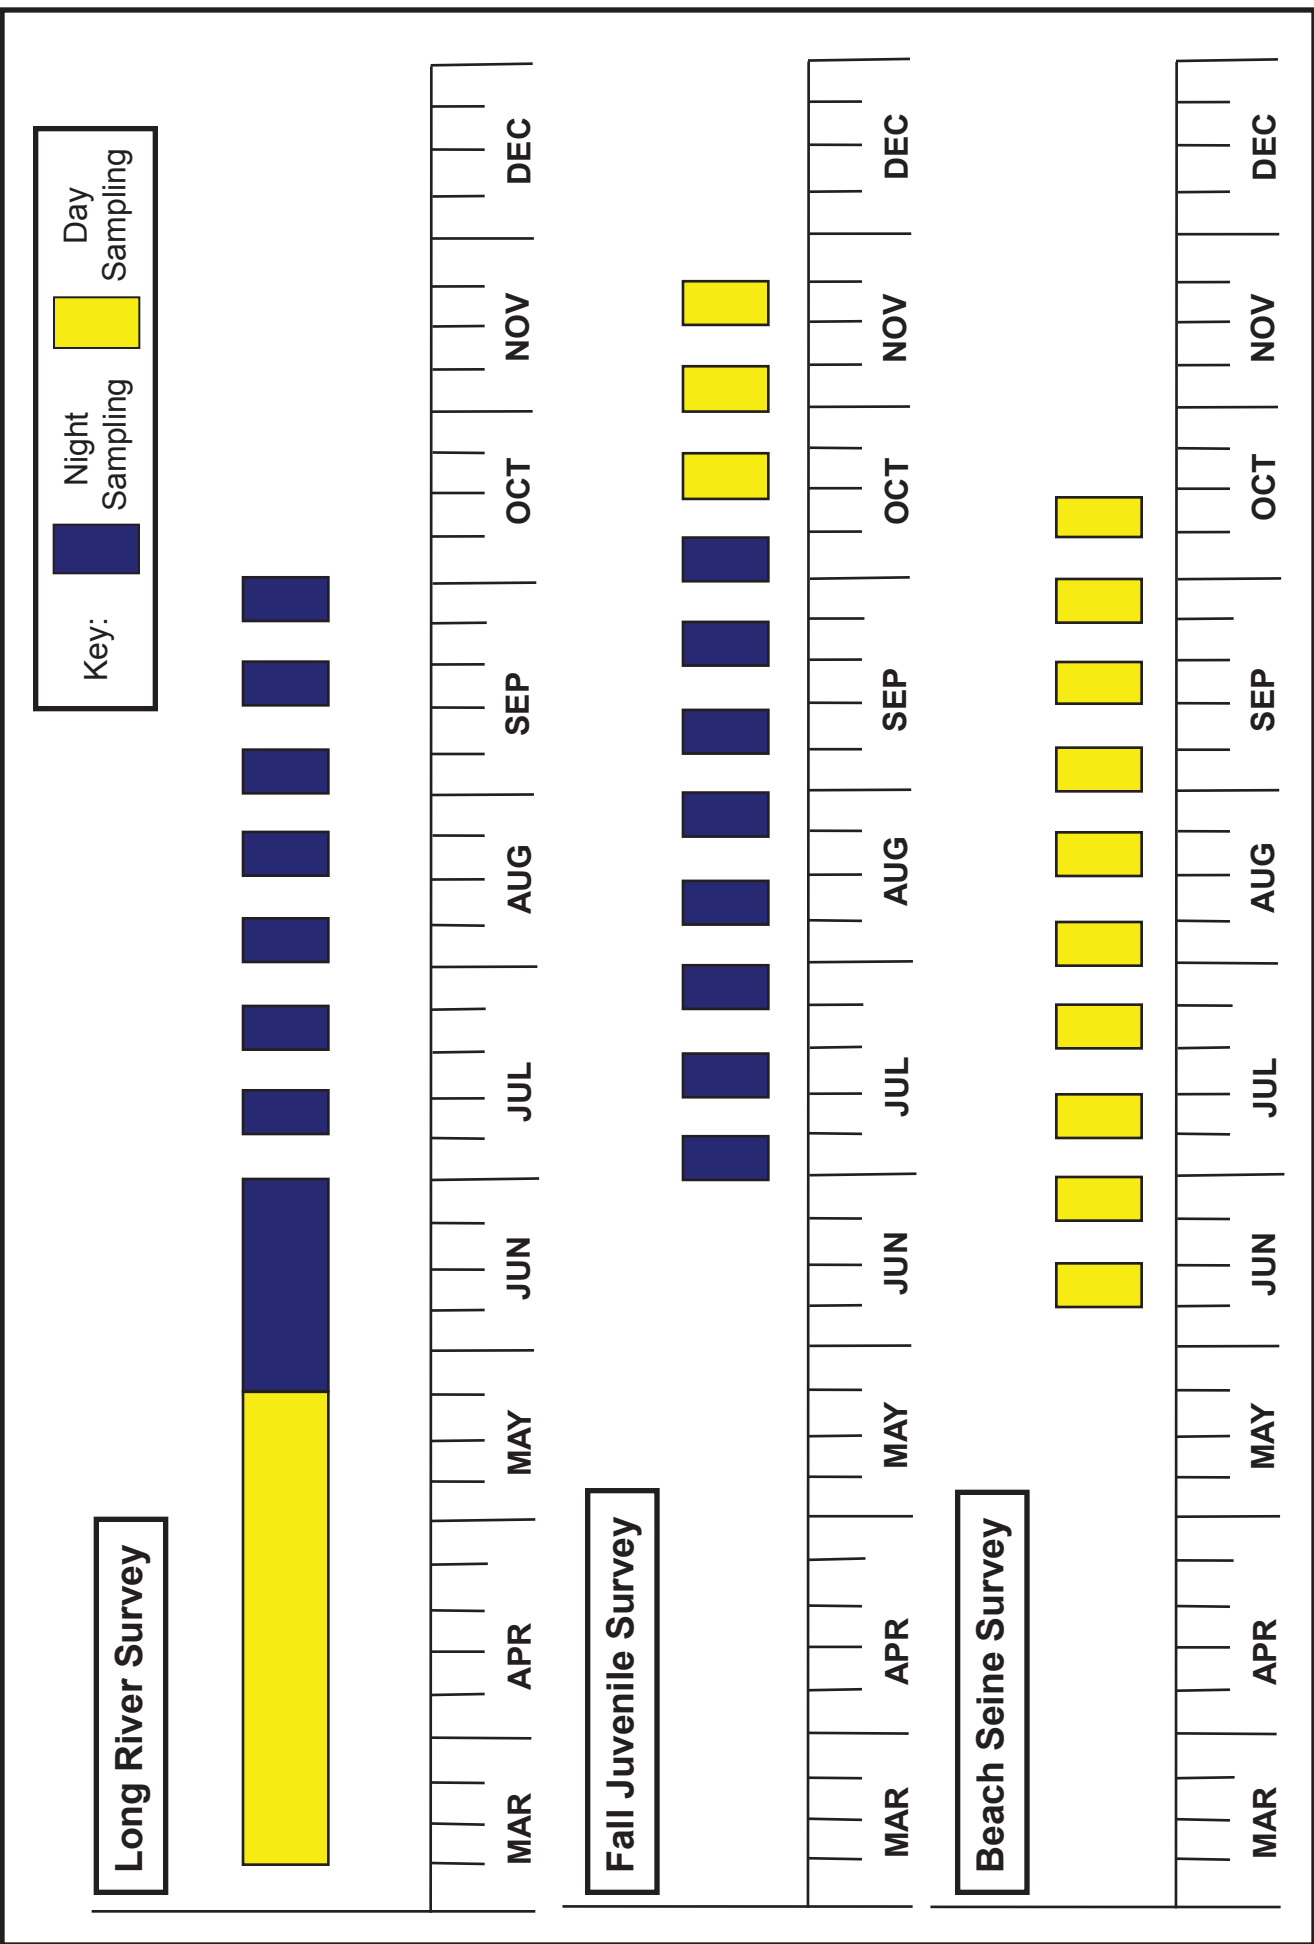 Key:
Night
Sampling
Day
Sampling
Long River Survey
MAR APR MAY JUN JUL AUG SEP OCT NOV DEC
Fall Juvenile Survey
MAR APR MAY JUN JUL AUG SEP OCT NOV DEC
Beach Seine Survey
MAR APR MAY JUN JUL AUG SEP OCT NOV DEC